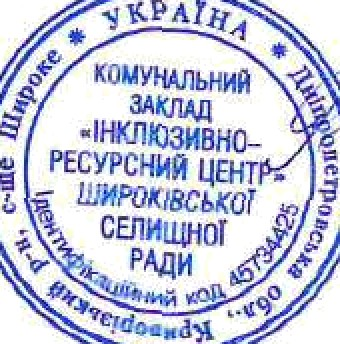 УКРАЇНА * Дніпропетровська обл., Криворізький р-н, с-ще Широке *
КОМУНАЛЬНИЙ
ЗАКЛАД
«ІНКЛЮЗИВНО-
РЕСУРСНИЙ ЦЕНТР»
ШИРОКІВСЬКОЇ
СЕЛИЩНОЇ
РАДИ
Ідентифікаційний код 45734425